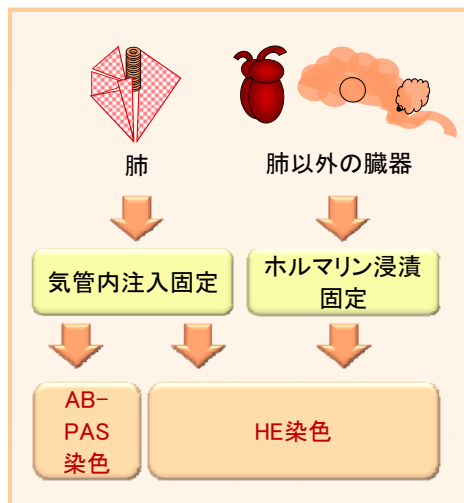 肺
肺以外の臓器
気管内注入固定
ホルマリン浸漬
固定
AB-
PAS
染色
HE染色